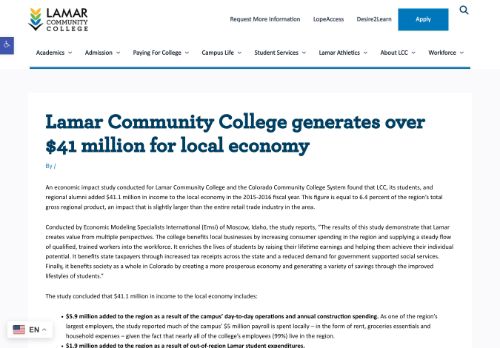 LAMAR
COMMUNITY
COLLEGE
Request More Information LopeAccess Desire2Learn Apply
Academics Admission Paying For College Campus Life Student Services Lamar Athletics About LCC Workforce
Lamar Community College generates over
$41 million for local economy
By /
An economic impact study conducted for Lamar Community College and the Colorado Community College System found that LCC, its students, and
regional alumni added $41.1 million in income to the local economy in the 2015-2016 fiscal year. This figure is equal to 6.4 percent of the region's total
gross regional product, an impact that is slightly larger than the entire retail trade industry in the area.
Conducted by Economic Modeling Specialists International (Emsi) of Moscow, Idaho, the study reports, "The results of this study demonstrate that Lamar
creates value from multiple perspectives. The college benefits local businesses by increasing consumer spending in the region and supplying a steady flow
of qualified, trained workers into the workforce. It enriches the lives of students by raising their lifetime earnings and helping them achieve their individual
potential. It benefits state taxpayers through increased tax receipts across the state and a reduced demand for government supported social services.
Finally, it benefits society as a whole in Colorado by creating a more prosperous economy and generating a variety of savings through the improved
lifestyles of students."
The study concluded that $41.1 million in income to the local economy includes:
• $5.9 million added to the region as a result of the campus' day-to-day operations and annual construction spending. As one of the region's
largest employers, the study reported much of the campus' $5 million payroll is spent locally – in the form of rent, groceries essentials and
household expenses – given the fact that nearly all of the college's employees (99%) live in the region.
• $1.9 million added to the region as a result of out-of-region Lamar student expenditures.
EN